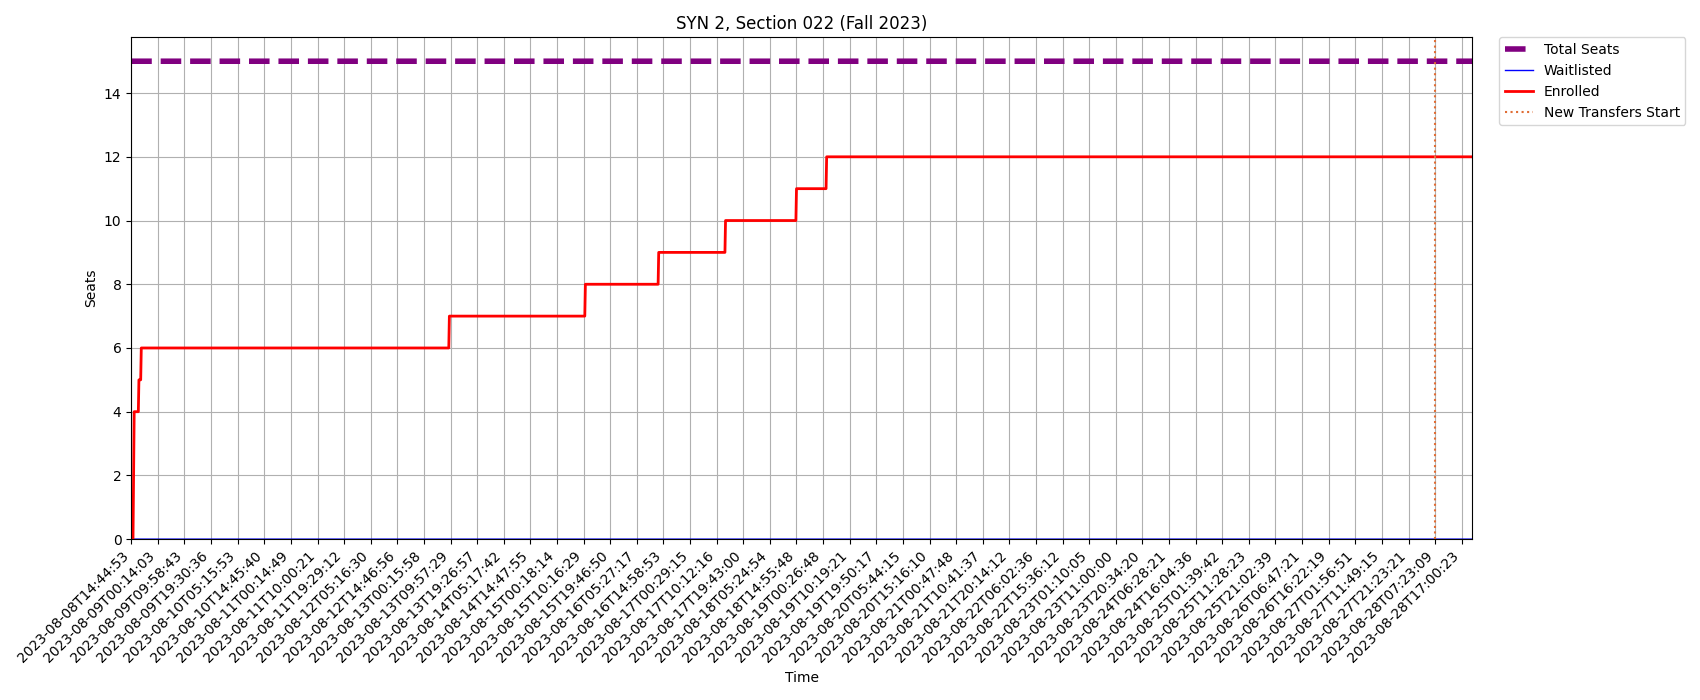 SYN 2, Section 022 (Fall 2023)
Total Seats
Waitlisted
Enrolled
New Transfers Start
Seats
14
12
10
8
6
4
2
0
2023-08-08T14:44:53
2023-08-09T00:14:03
2023-08-09T09:58:43
2023-08-09T19:30:36
2023-08-10T05:15:53
2023-08-10T14:45:40
2023-08-11T00:14:49
2023-08-11T10:00:21
2023-08-11T19:29:12
2023-08-12T05:16:30
2023-08-12T14:46:56
2023-08-13T00:15:58
2023-08-13T09:57:29
2023-08-13T19:26:57
2023-08-14T05:17:42
2023-08-14T14:47:55
2023-08-15T00:18:14
2023-08-15T10:16:29
2023-08-15T19:46:50
2023-08-16T05:27:17
2023-08-16T14:58:53
2023-08-17T00:29:15
2023-08-17T10:12:16
2023-08-17T19:43:00
2023-08-18T05:24:54
2023-08-18T14:55:48
2023-08-19T00:26:48
2023-08-19T10:19:21
2023-08-19T19:50:17
2023-08-20T05:44:15
2023-08-20T15:16:10
2023-08-21T00:47:48
2023-08-21T10:41:37
2023-08-21T20:14:12
2023-08-22T06:02:36
2023-08-22T15:36:12
2023-08-23T01:10:05
2023-08-23T11:00:00
2023-08-23T20:34:20
2023-08-24T06:28:21
2023-08-24T16:04:36
2023-08-25T01:39:42
2023-08-25T11:28:23
2023-08-25T21:02:39
2023-08-26T06:47:21
2023-08-26T16:22:19
2023-08-27T01:56:51
2023-08-27T11:49:15
2023-08-27T21:23:21
2023-08-28T07:23:09
2023-08-28T17:00:23
Time